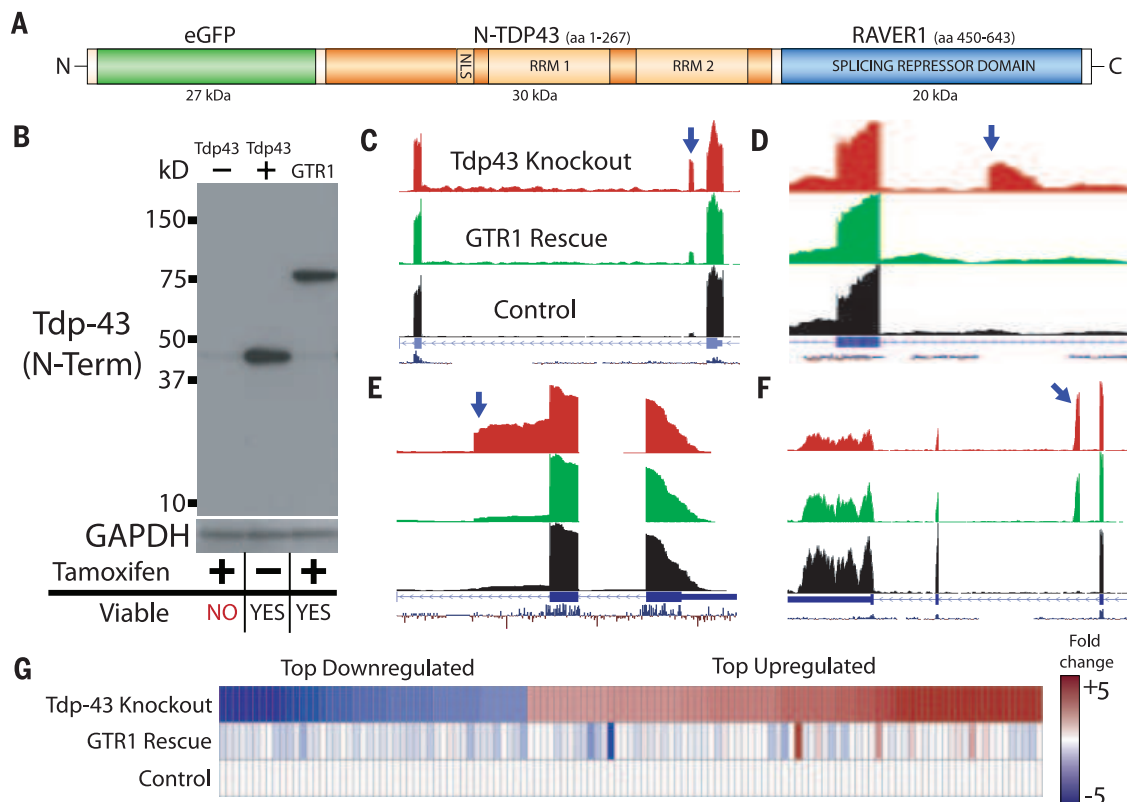 A
eGFP
N-TDP43 (aa 1-267)
RAVER1 (aa 450-643)
N
NLS
RRM 1
RRM 2
SPLICING REPRESSOR DOMAIN
C
27 kDa
30 kDa
20 kDa
B
kD
Tdp43 −
Tdp43 +
GTR1
150
75
50
37
10
Tdp-43
(N-Term)
GAPDH
Tamoxifen + − +
Viable NO YES YES
C
Tdp43 Knockout
GTR1 Rescue
Control
D
E
F
G
Top Downregulated
Top Upregulated
Tdp-43 Knockout
GTR1 Rescue
Control
Fold
change
+5
-5